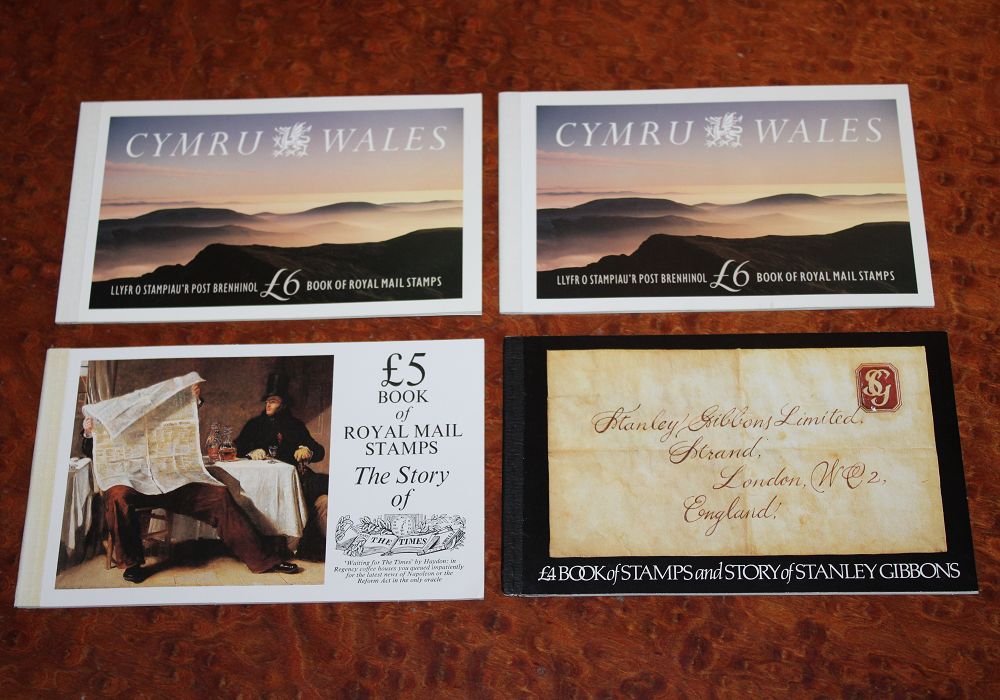 CYMRU WALES
LLYFR O STAMPIAU'R POST BRENHINOL £6 BOOK OF ROYAL MAIL STAMPS
CYMRU WALES
LLYFR O STAMPIAU'R POST BRENHINOL £6 BOOK OF ROYAL MAIL STAMPS
£5
BOOK
of
ROYAL MAIL
STAMPS
The Story
of
THE TIMES
'Waiting for The Times' by Haydon: in
Regency coffee houses you queued impatiently
for the latest news of Napoleon or the
Reform Act in the only oracle
SG
Stanley Gibbons Limited,
Strand,
London, WC2,
England.
£4 BOOK of STAMPS and STORY of STANLEY GIBBONS